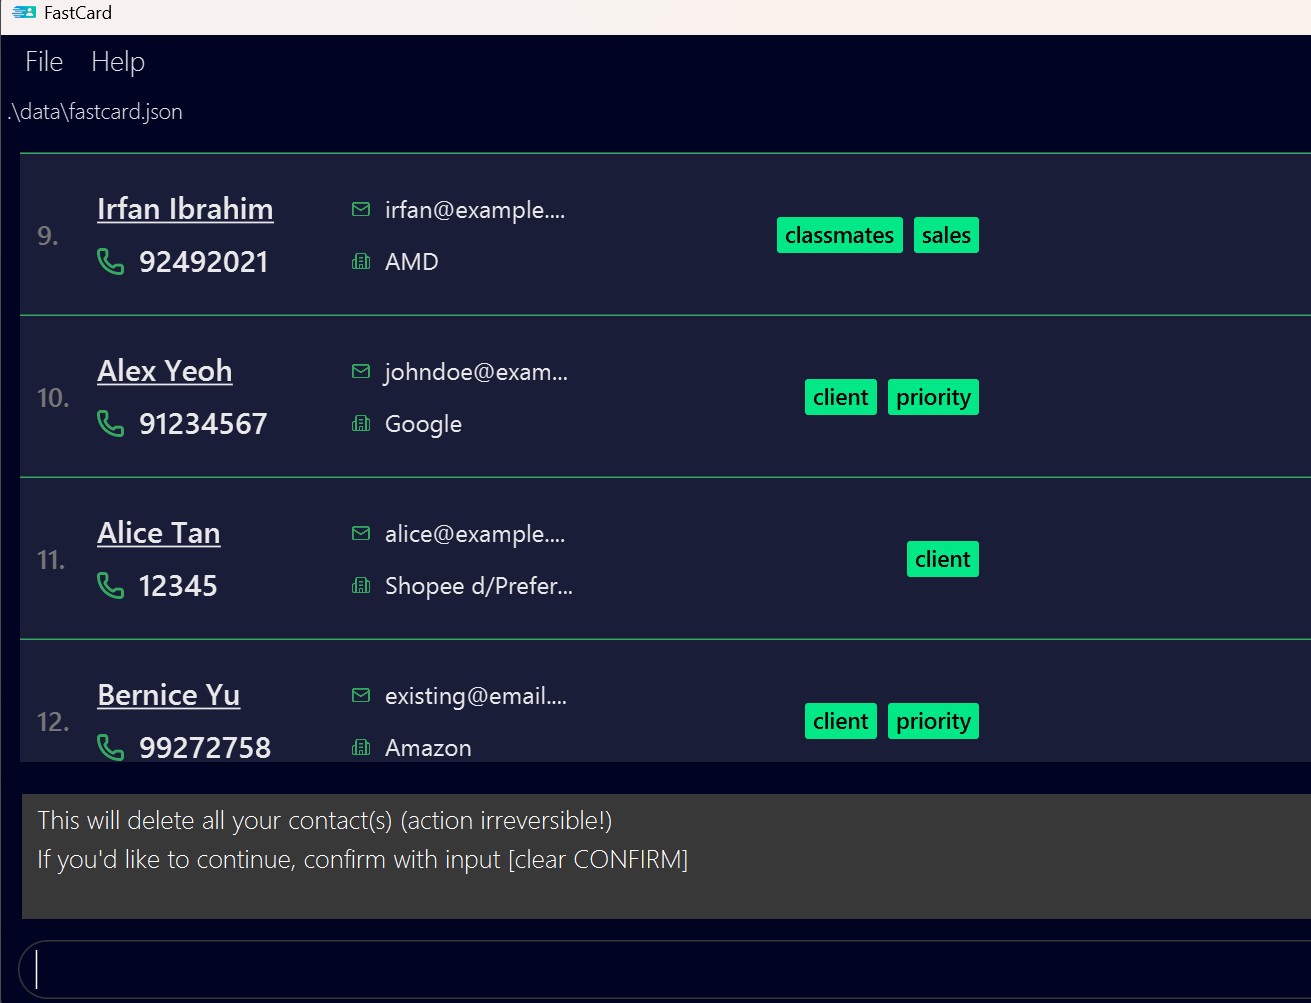 FastCard
File Help
.\data\fastcard.json
9.
Irfan Ibrahim
92492021
irfan@example....
AMD
classmates sales
10.
Alex Yeoh
91234567
johndoe@exam...
Google
client priority
11.
Alice Tan
12345
alice@example....
Shopee d/Prefer...
client
12.
Bernice Yu
99272758
existing@email....
Amazon
client priority
This will delete all your contact(s) (action irreversible!)
If you'd like to continue, confirm with input [clear CONFIRM]